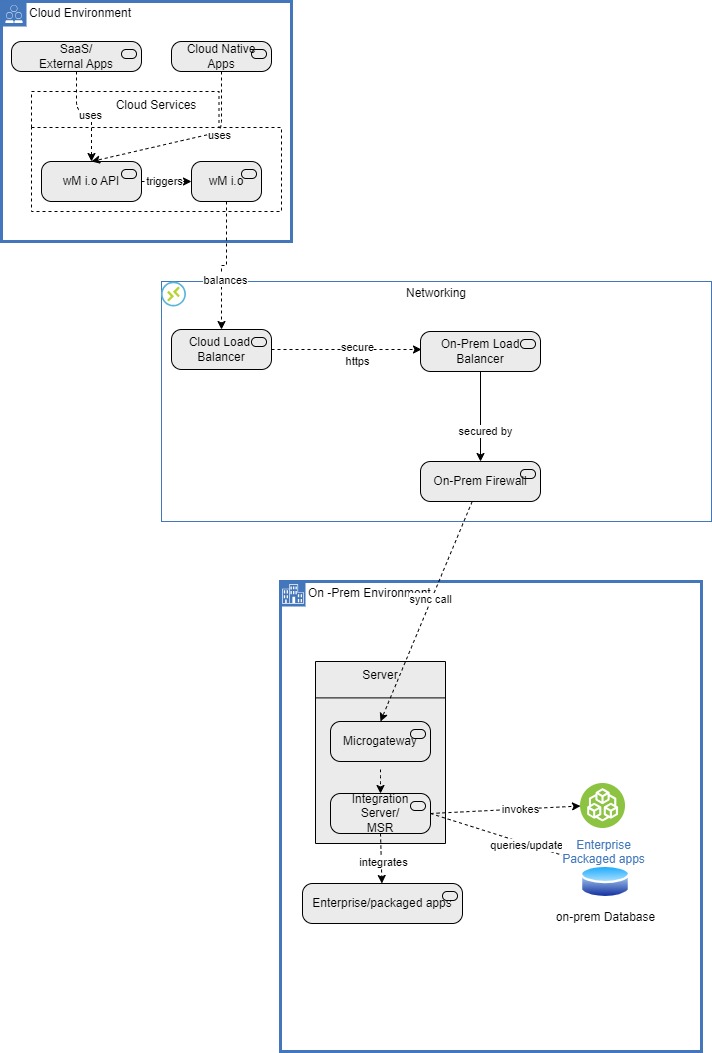 Cloud Environment
SaaS/
External Apps
Cloud Native
Apps
Cloud Services
uses
uses
wM i.o API
triggers
wM i.o
balances
Networking
Cloud Load
Balancer
secure
https
On-Prem Load
Balancer
secured by
On-Prem Firewall
On -Prem Environment
sync call
Server
Microgateway
Integration
Server/
MSR
invokes
queries/update
Enterprise
Packaged apps
integrates
Enterprise/packaged apps
on-prem Database